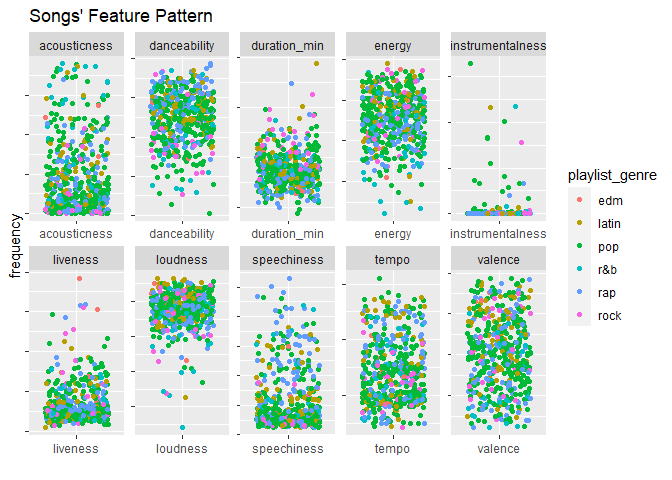 Songs' Feature Pattern
acousticness danceability duration_min energy instrumentalness
acousticness danceability duration_min energy instrumentalness
liveness loudness speechiness tempo valence
liveness loudness speechiness tempo valence
frequency
playlist_genre
edm
latin
pop
r&b
rap
rock